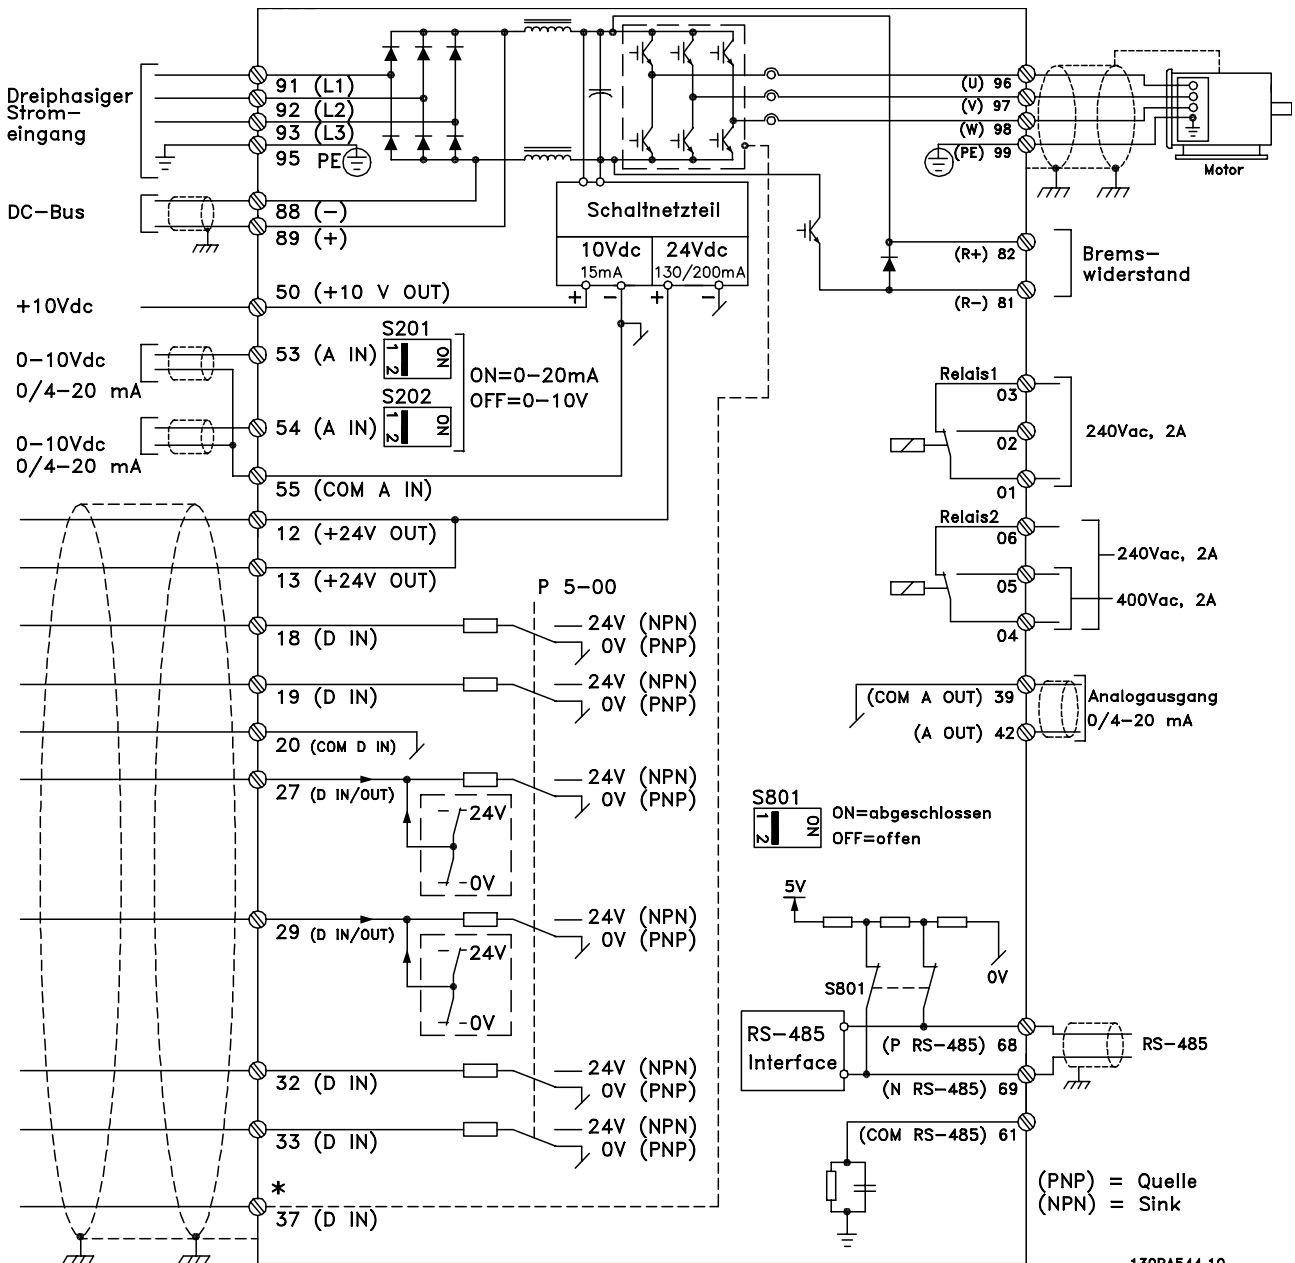 Dreiphasiger
Strom-
eingang
91 (L1)
92 (L2)
93 (L3)
95 PE
DC-Bus
88 (-)
89 (+)
+10Vdc
50 (+10 V OUT)
0-10Vdc
0/4-20 mA
53 (A IN)
S201
1
2
ON
ON=0-20mA
OFF=0-10V
0-10Vdc
0/4-20 mA
54 (A IN)
S202
1
2
ON
55 (COM A IN)
12 (+24V OUT)
13 (+24V OUT)
P 5-00
18 (D IN)
24V (NPN)
0V (PNP)
19 (D IN)
24V (NPN)
0V (PNP)
20 (COM D IN)
27 (D IN/OUT)
24V (NPN)
0V (PNP)
24V
0V
29 (D IN/OUT)
24V (NPN)
0V (PNP)
24V
0V
32 (D IN)
24V (NPN)
0V (PNP)
33 (D IN)
24V (NPN)
0V (PNP)
*
37 (D IN)
Schaltnetzteil
10Vdc
15mA
24Vdc
130/200mA
+ - + -
(U) 96
(V) 97
(W) 98
(PE) 99
Motor
(R+) 82
(R-) 81
Brems-
widerstand
Relais1
03
02
01
240Vac, 2A
Relais2
06
05
04
240Vac, 2A
400Vac, 2A
(COM A OUT) 39
(A OUT) 42
Analogausgang
0/4-20 mA
S801
1
2
ON
ON=abgeschlossen
OFF=offen
5V
0V
S801
RS-485
Interface
(P RS-485) 68
(N RS-485) 69
(COM RS-485) 61
RS-485
(PNP) = Quelle
(NPN) = Sink
130BA544.10